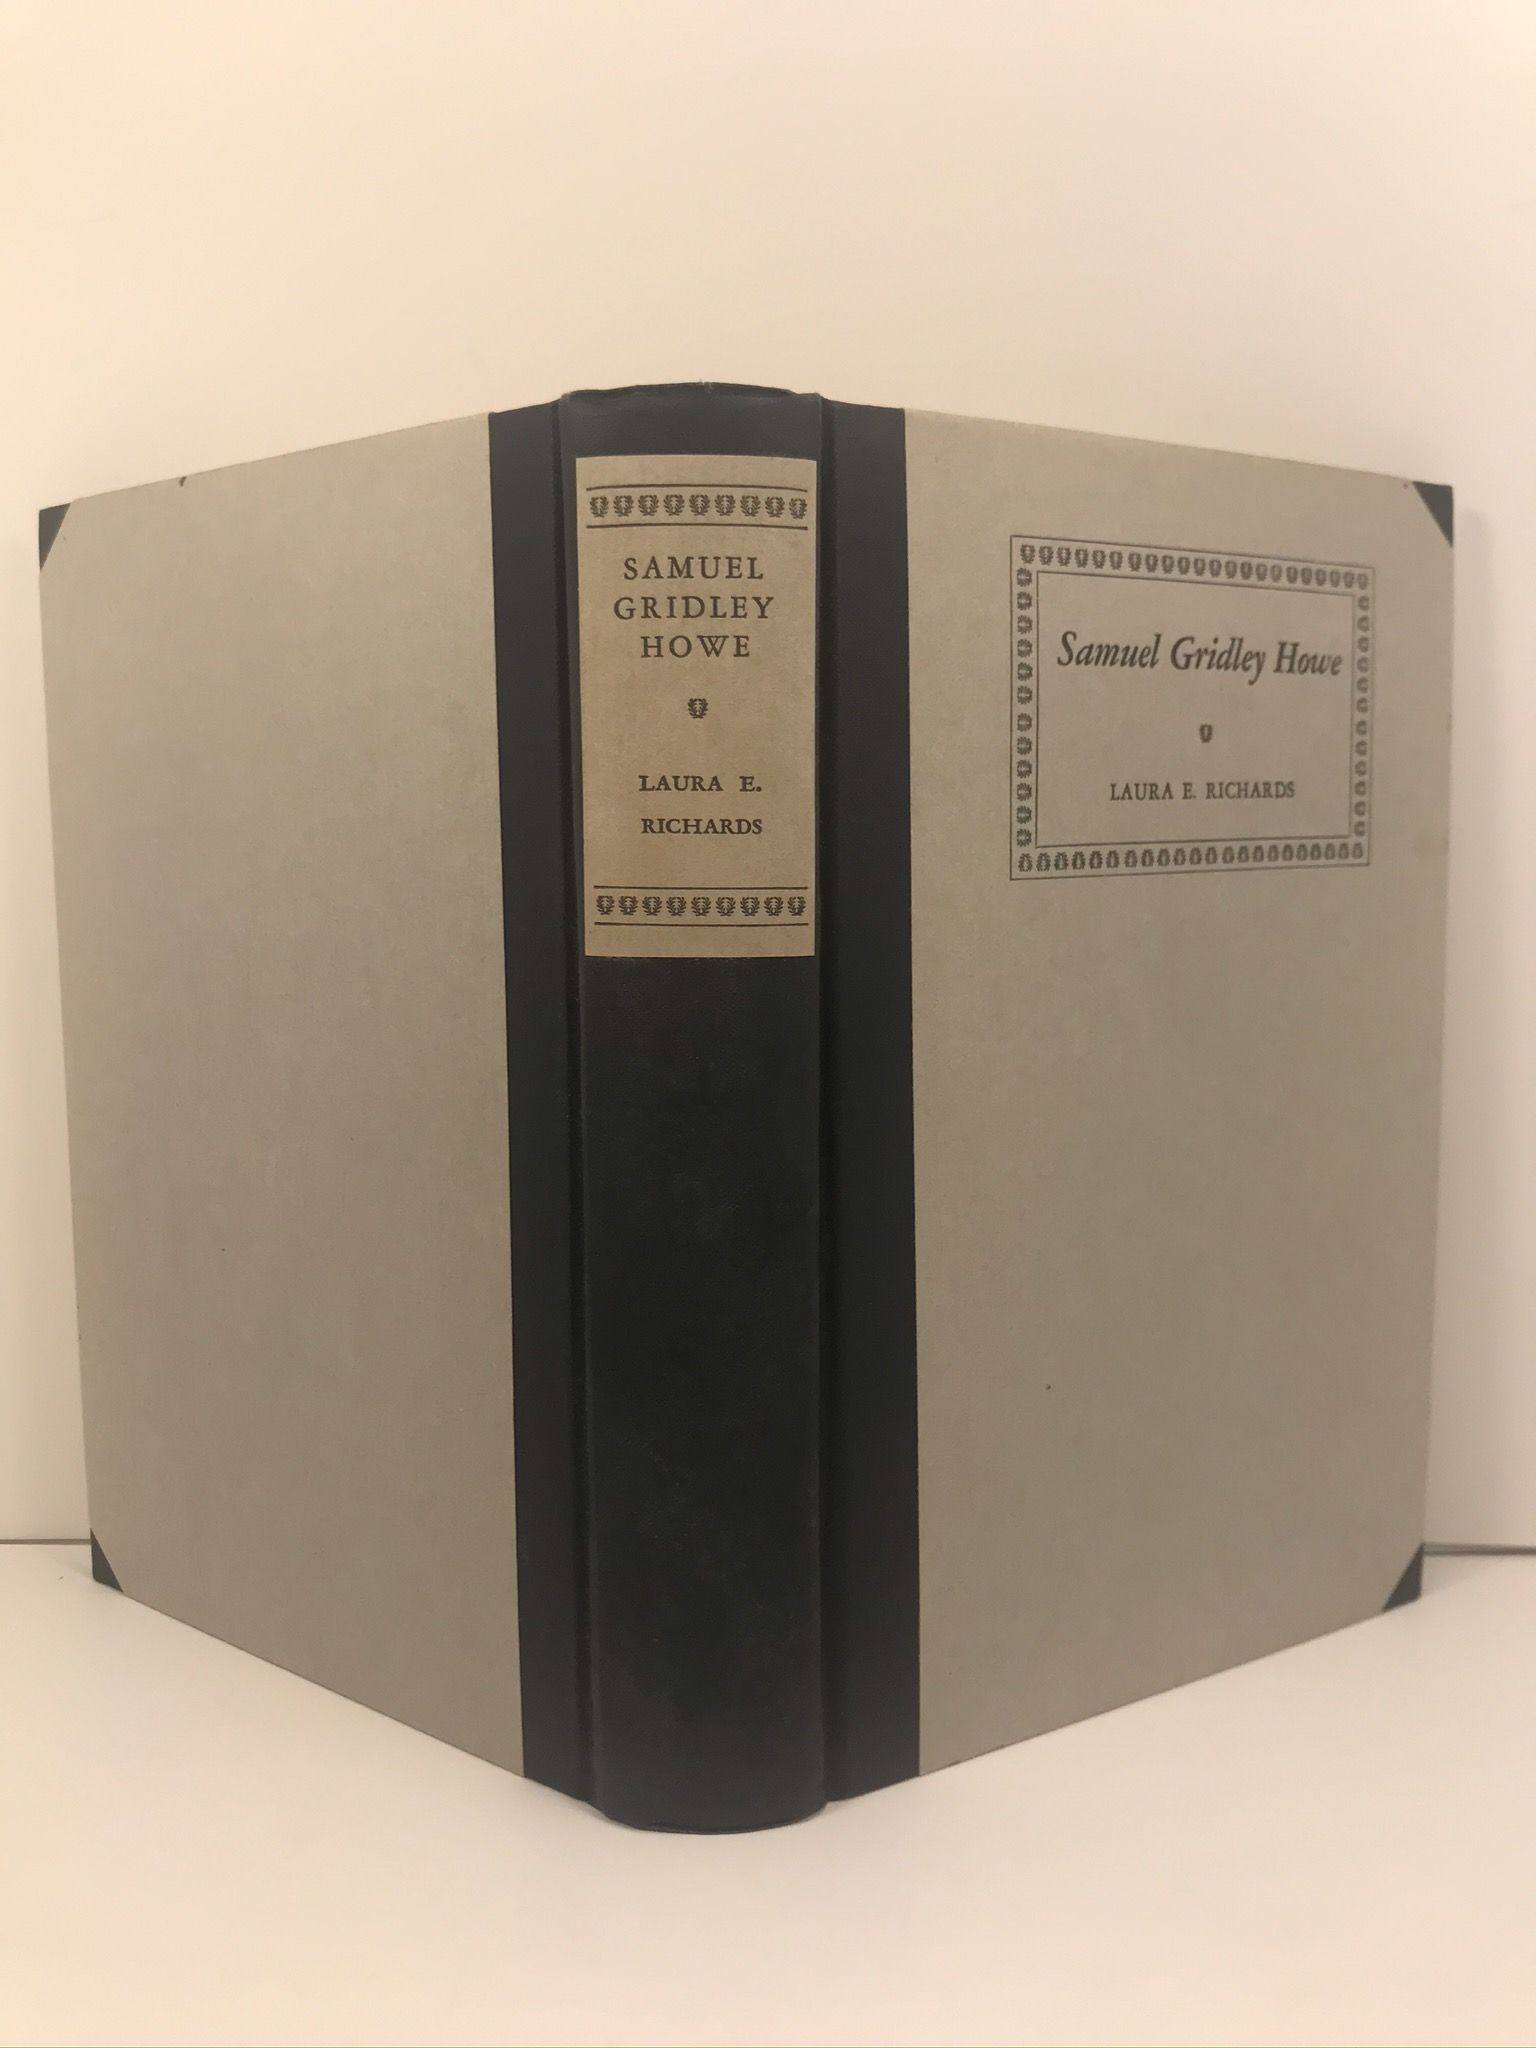 SAMUEL
GRIDLEY
HOWE
LAURA E.
RICHARDS
Samuel Gridley Howe
LAURA E. RICHARDS